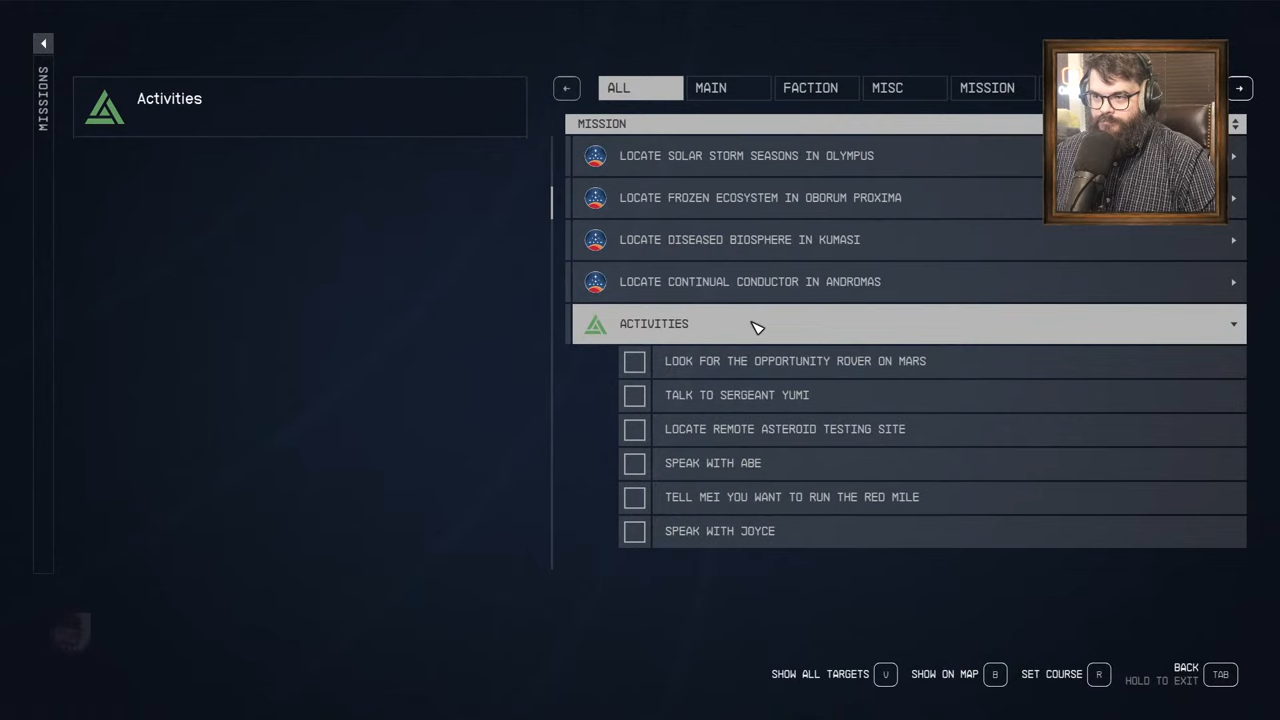 MISSIONS
Activities
ALL
MAIN
FACTION
MISC
MISSION
MISSION
LOCATE SOLAR STORM SEASONS IN OLYMPUS
LOCATE FROZEN ECOSYSTEM IN OBORUM PROXIMA
LOCATE DISEASED BIOSPHERE IN KUMASI
LOCATE CONTINUAL CONDUCTOR IN ANDROMAS
ACTIVITIES
LOOK FOR THE OPPORTUNITY ROVER ON MARS
TALK TO SERGEANT YUMI
LOCATE REMOTE ASTEROID TESTING SITE
SPEAK WITH ABE
TELL MEI YOU WANT TO RUN THE RED MILE
SPEAK WITH JOYCE
SHOW ALL TARGETS V
SHOW ON MAP B
SET COURSE R
BACK
HOLD TO EXIT TAB